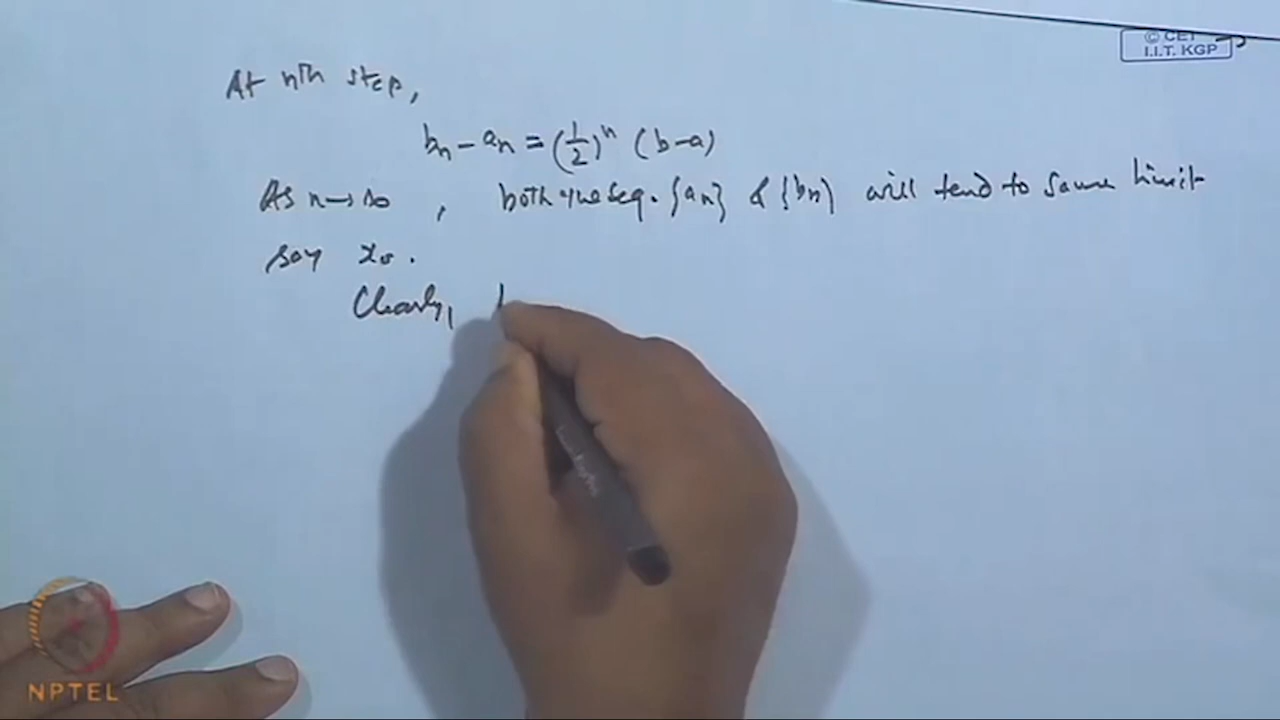 © CET
I.I.T. KGP
At nth step,
bn - an = (1/2)^n (b-a)
As n→∞, both the seq. {an} & {bn} will tend to same limit
say x₀.
Clearly,
NPTEL